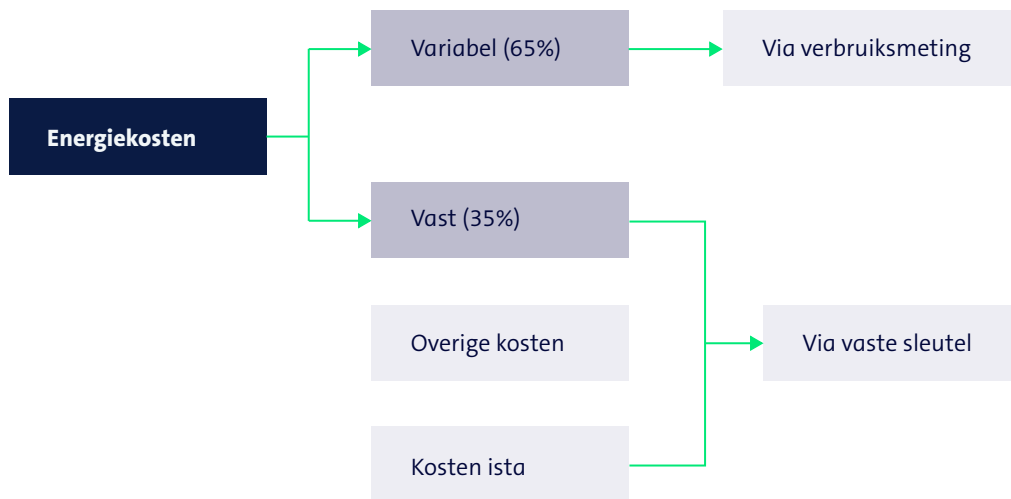 Variabel (65%)
Via verbruiksmeting
Energiekosten
Vast (35%)
Overige kosten
Via vaste sleutel
Kosten ista